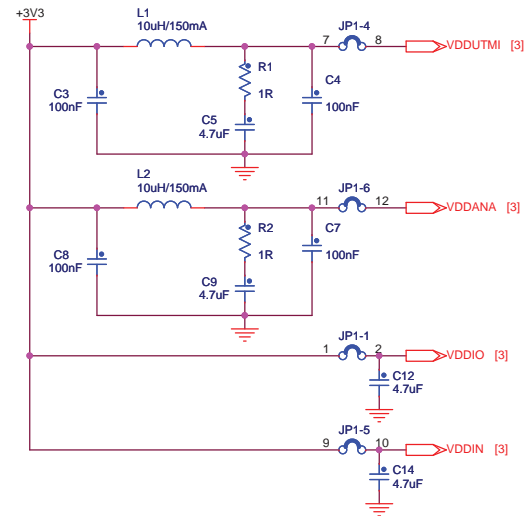 +3V3
L1
10uH/150mA
7 JP1-4 8 VDDUTMI [3]
R1
1R
C3
100nF
C4
100nF
C5
4.7uF
L2
10uH/150mA
11 JP1-6 12 VDDANA [3]
R2
1R
C7
100nF
C8
100nF
C9
4.7uF
1 JP1-1 2 VDDIO [3]
C12
4.7uF
9 JP1-5 10 VDDIN [3]
C14
4.7uF